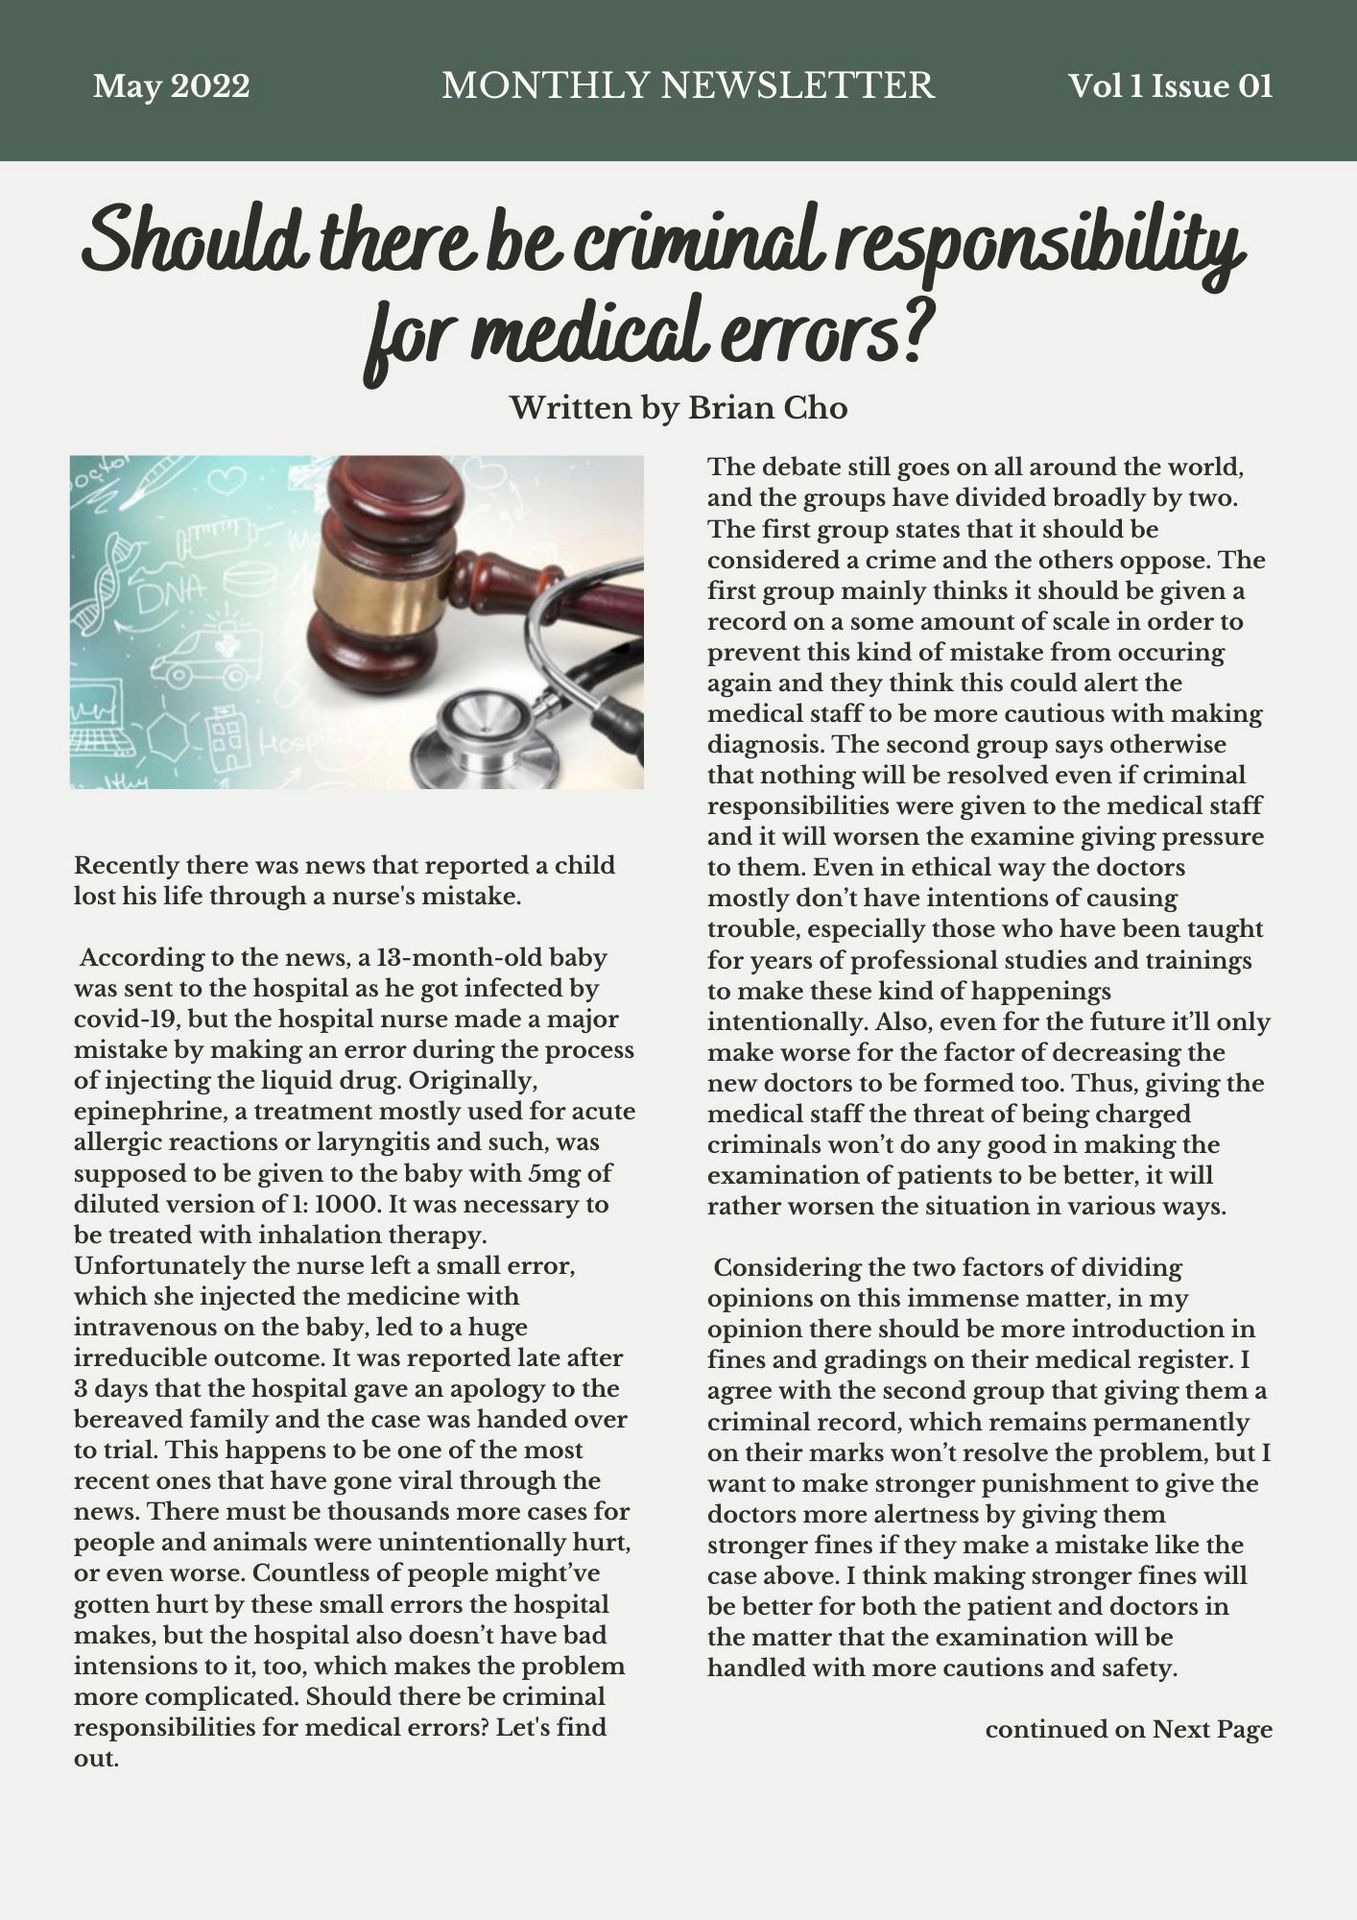 May 2022
MONTHLY NEWSLETTER
Vol 1 Issue 01
Should there be criminal responsibility
for medical errors?
Written by Brian Cho
Doctor
DNA
Hospital
Recently there was news that reported a child
lost his life through a nurse's mistake.
According to the news, a 13-month-old baby
was sent to the hospital as he got infected by
covid-19, but the hospital nurse made a major
mistake by making an error during the process
of injecting the liquid drug. Originally,
epinephrine, a treatment mostly used for acute
allergic reactions or laryngitis and such, was
supposed to be given to the baby with 5mg of
diluted version of 1: 1000. It was necessary to
be treated with inhalation therapy.
Unfortunately the nurse left a small error,
which she injected the medicine with
intravenous on the baby, led to a huge
irreducible outcome. It was reported late after
3 days that the hospital gave an apology to the
bereaved family and the case was handed over
to trial. This happens to be one of the most
recent ones that have gone viral through the
news. There must be thousands more cases for
people and animals were unintentionally hurt,
or even worse. Countless of people might’ve
gotten hurt by these small errors the hospital
makes, but the hospital also doesn’t have bad
intensions to it, too, which makes the problem
more complicated. Should there be criminal
responsibilities for medical errors? Let's find
out.
The debate still goes on all around the world,
and the groups have divided broadly by two.
The first group states that it should be
considered a crime and the others oppose. The
first group mainly thinks it should be given a
record on a some amount of scale in order to
prevent this kind of mistake from occuring
again and they think this could alert the
medical staff to be more cautious with making
diagnosis. The second group says otherwise
that nothing will be resolved even if criminal
responsibilities were given to the medical staff
and it will worsen the examine giving pressure
to them. Even in ethical way the doctors
mostly don’t have intentions of causing
trouble, especially those who have been taught
for years of professional studies and trainings
to make these kind of happenings
intentionally. Also, even for the future it’ll only
make worse for the factor of decreasing the
new doctors to be formed too. Thus, giving the
medical staff the threat of being charged
criminals won’t do any good in making the
examination of patients to be better, it will
rather worsen the situation in various ways.
Considering the two factors of dividing
opinions on this immense matter, in my
opinion there should be more introduction in
fines and gradings on their medical register. I
agree with the second group that giving them a
criminal record, which remains permanently
on their marks won’t resolve the problem, but I
want to make stronger punishment to give the
doctors more alertness by giving them
stronger fines if they make a mistake like the
case above. I think making stronger fines will
be better for both the patient and doctors in
the matter that the examination will be
handled with more cautions and safety.
continued on Next Page